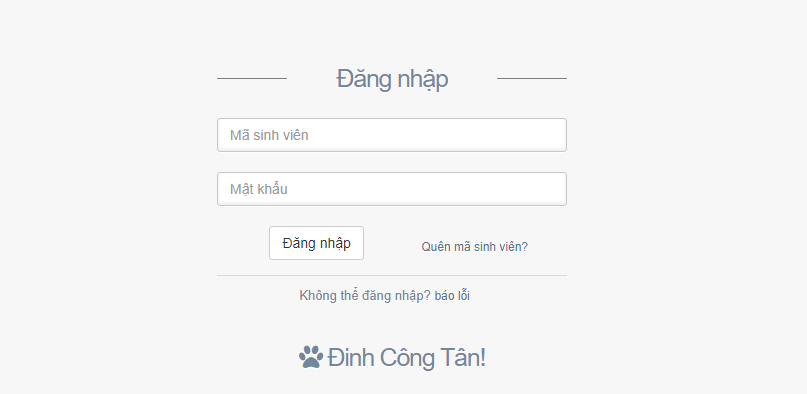 Đăng nhập
Mã sinh viên
Mật khẩu
Đăng nhập
Quên mã sinh viên?
Không thể đăng nhập? báo lỗi
Đinh Công Tân!